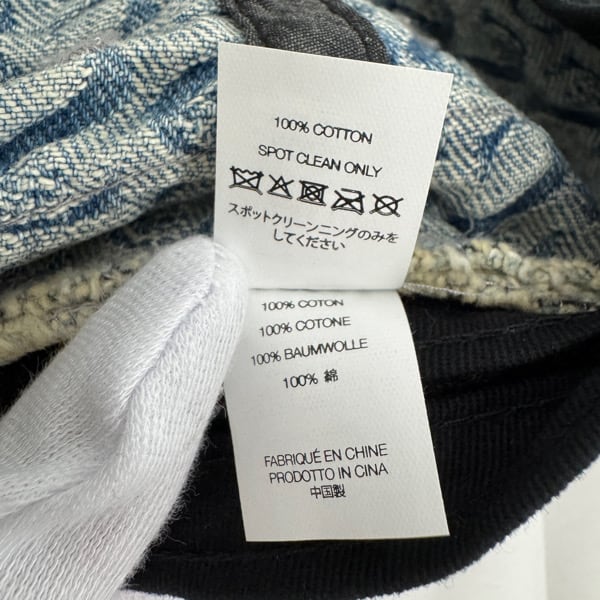 100% COTTON
SPOT CLEAN ONLY
スポットクリーンニングのみを
してください
100% COTON
100% COTONE
100% BAUMWOLLE
100% 綿
FABRIQUÉ EN CHINE
PRODOTTO IN CINA
中国製